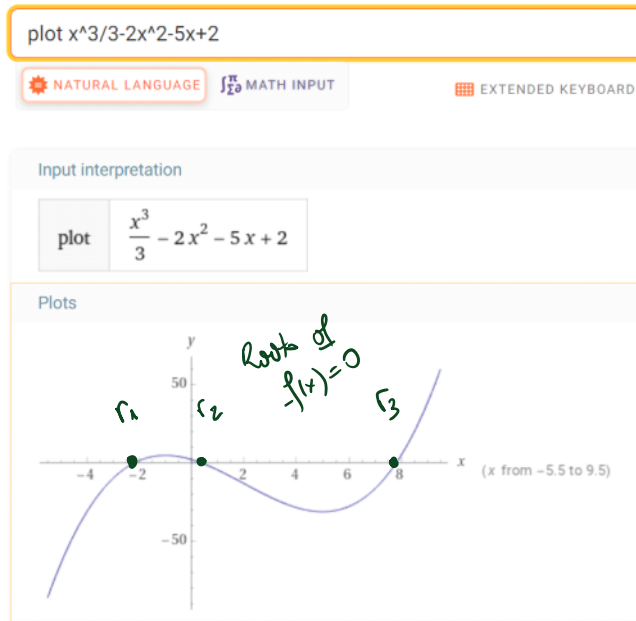 plot x^3/3-2x^2-5x+2
NATURAL LANGUAGE
MATH INPUT
EXTENDED KEYBOARD
Input interpretation
plot x^3/3 − 2 x^2 − 5 x + 2
Plots
Roots of
f(x)=0
y
50
r1 r2 r3
x
−4 −2 2 4 6 8
(x from −5.5 to 9.5)
−50